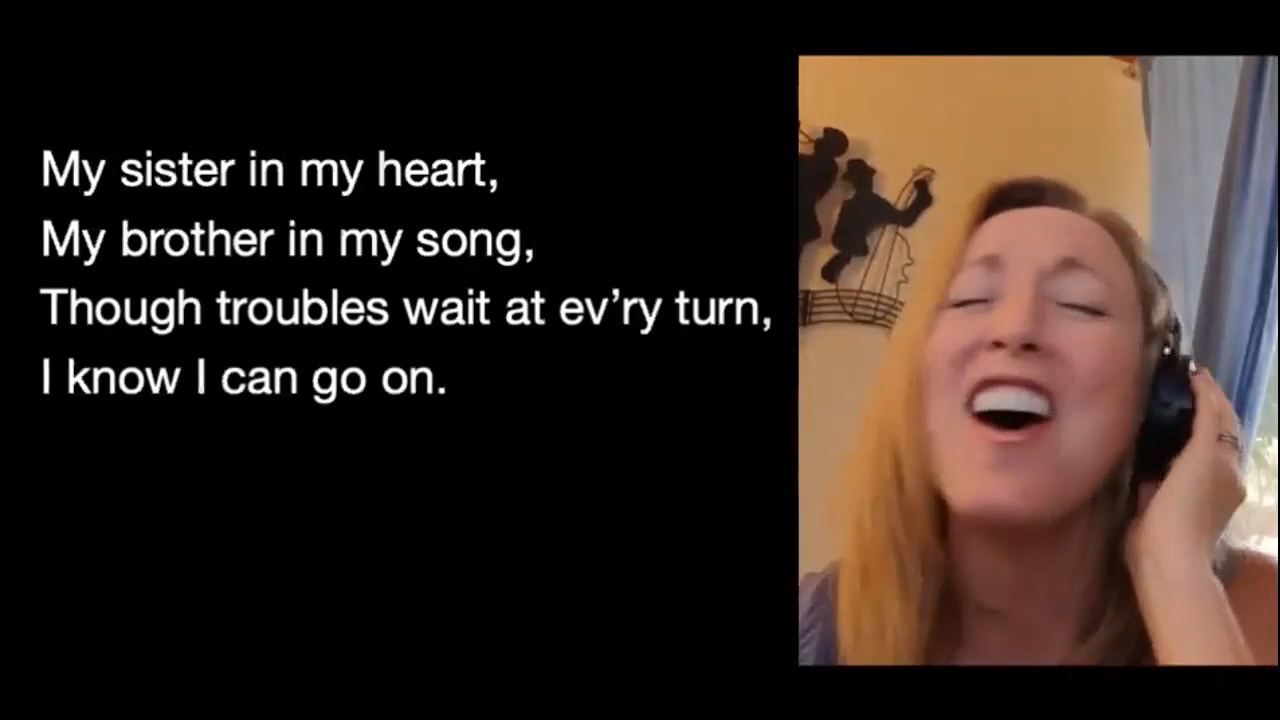 My sister in my heart,
My brother in my song,
Though troubles wait at ev’ry turn,
I know I can go on.